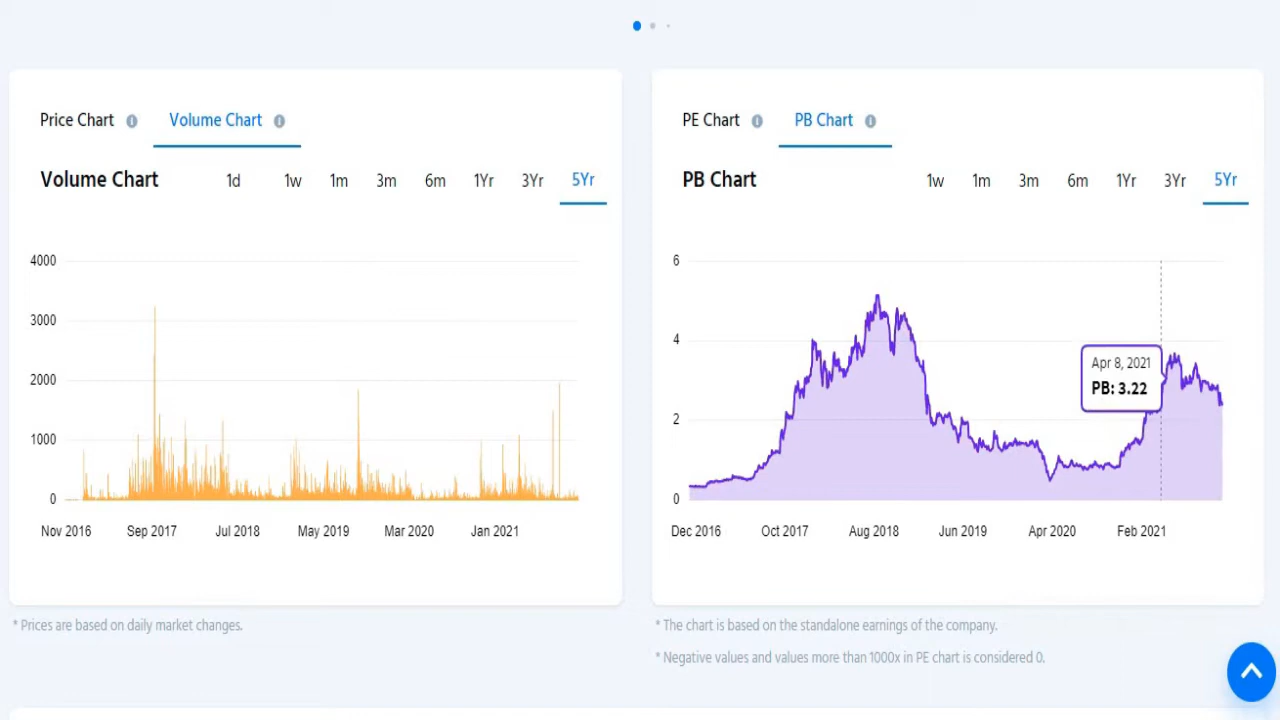 Price Chart
Volume Chart
Volume Chart
1d 1w 1m 3m 6m 1Yr 3Yr 5Yr
4000
3000
2000
1000
0
Nov 2016 Sep 2017 Jul 2018 May 2019 Mar 2020 Jan 2021
* Prices are based on daily market changes.
PE Chart
PB Chart
PB Chart
1w 1m 3m 6m 1Yr 3Yr 5Yr
6
4
2
0
Apr 8, 2021
PB: 3.22
Dec 2016 Oct 2017 Aug 2018 Jun 2019 Apr 2020 Feb 2021
* The chart is based on the standalone earnings of the company.
* Negative values and values more than 1000x in PE chart is considered 0.